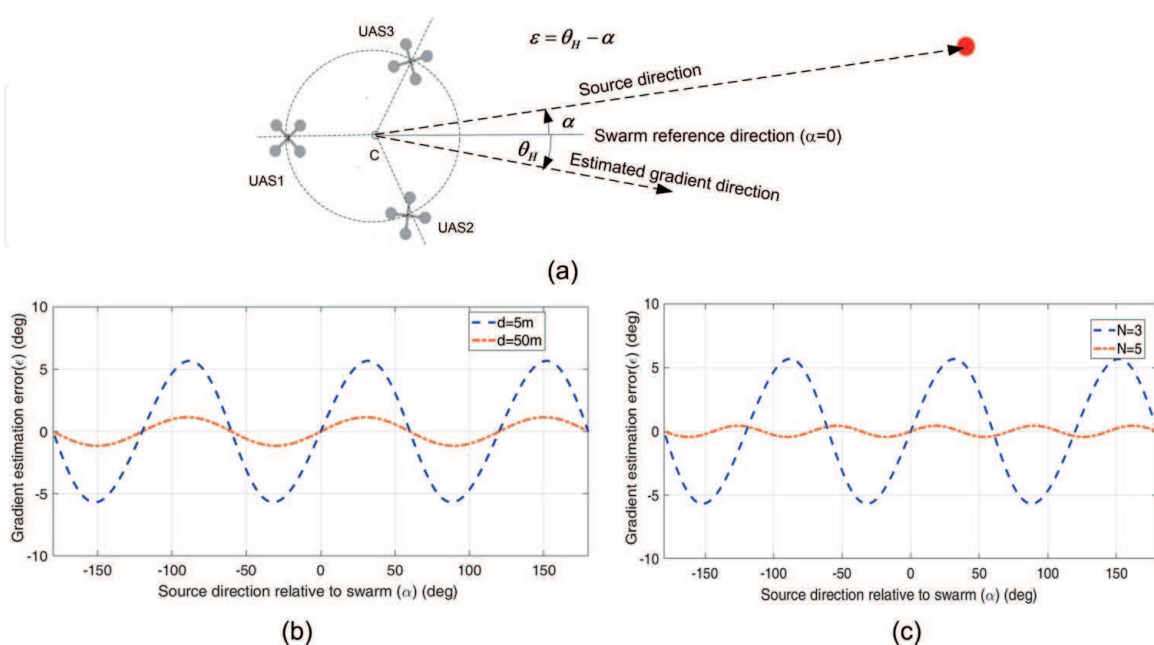 (a)
UAS3
ε = θ_H − α
Source direction
α
Swarm reference direction (α=0)
θ_H
C
Estimated gradient direction
UAS1
UAS2
(b)
10
5
0
-5
-10
Gradient estimation error(ϵ) (deg)
d=5m
d=50m
-150 -100 -50 0 50 100 150
Source direction relative to swarm (α) (deg)
(c)
10
5
0
-5
-10
Gradient estimation error(ϵ) (deg)
N=3
N=5
-150 -100 -50 0 50 100 150
Source direction relative to swarm (α) (deg)